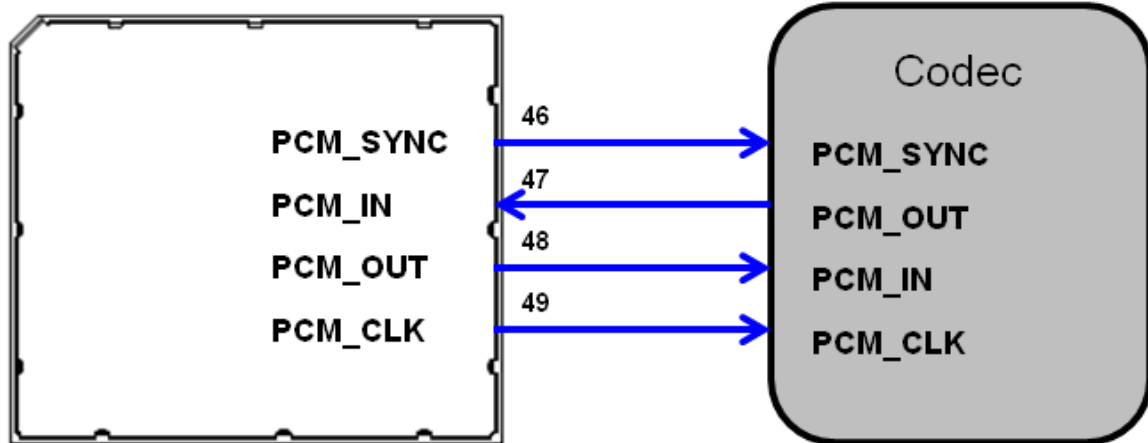 Codec
46
PCM_SYNC
PCM_SYNC
47
PCM_IN
PCM_OUT
48
PCM_OUT
PCM_IN
49
PCM_CLK
PCM_CLK